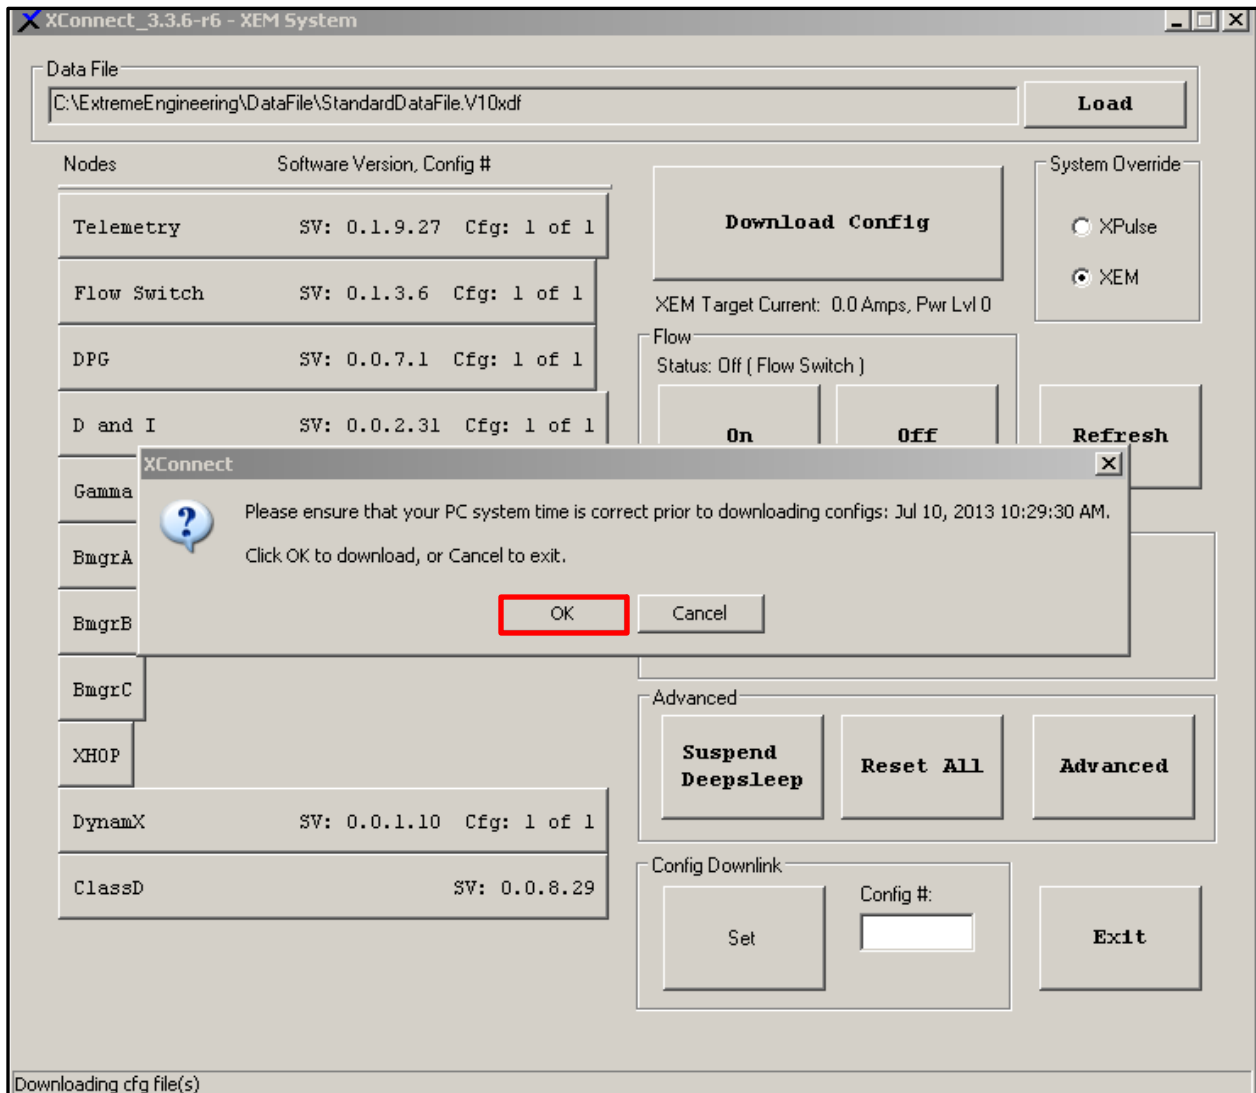 XConnect_3.3.6-r6 - XEM System
Data File
C:\ExtremeEngineering\DataFile\StandardDataFile.V10xdf
Load
Nodes Software Version, Config #
Telemetry SV: 0.1.9.27 Cfg: 1 of 1
Flow Switch SV: 0.1.3.6 Cfg: 1 of 1
DPG SV: 0.0.7.1 Cfg: 1 of 1
D and I SV: 0.0.2.31 Cfg: 1 of 1
Gamma
BmgrA
BmgrB
BmgrC
XHOP
DynamX SV: 0.0.1.10 Cfg: 1 of 1
ClassD SV: 0.0.8.29
Download Config
System Override
XPulse
XEM
XEM Target Current: 0.0 Amps, Pwr Lvl 0
Flow
Status: Off ( Flow Switch )
On
Off
Refresh
XConnect
Please ensure that your PC system time is correct prior to downloading configs: Jul 10, 2013 10:29:30 AM.
Click OK to download, or Cancel to exit.
OK
Cancel
Advanced
Suspend
Deepsleep
Reset All
Advanced
Config Downlink
Set
Config #:
Exit
Downloading cfg file(s)